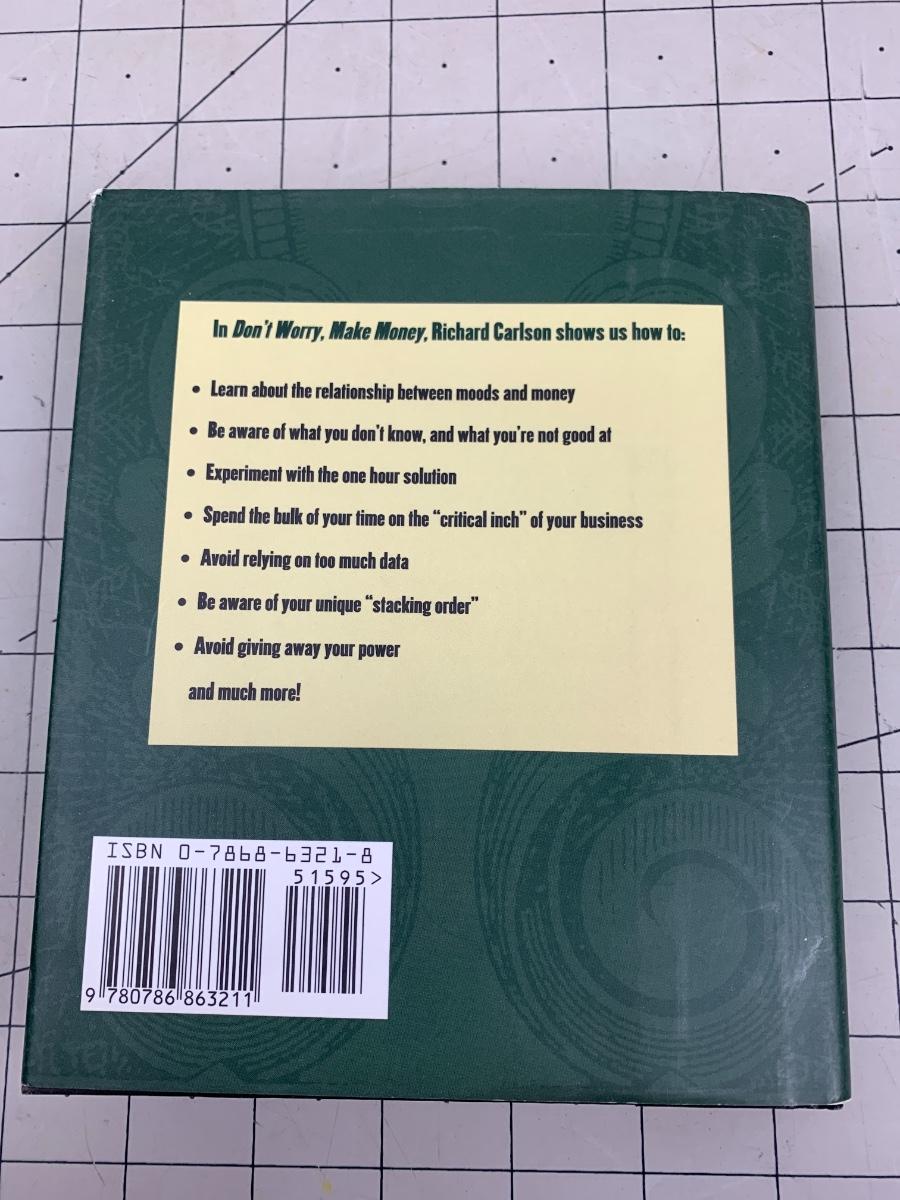 In Don't Worry, Make Money, Richard Carlson shows us how to:
• Learn about the relationship between moods and money
• Be aware of what you don't know, and what you're not good at
• Experiment with the one hour solution
• Spend the bulk of your time on the “critical inch” of your business
• Avoid relying on too much data
• Be aware of your unique “stacking order”
• Avoid giving away your power
and much more!
ISBN 0-7868-6321-8
51595>
9 780786 863211